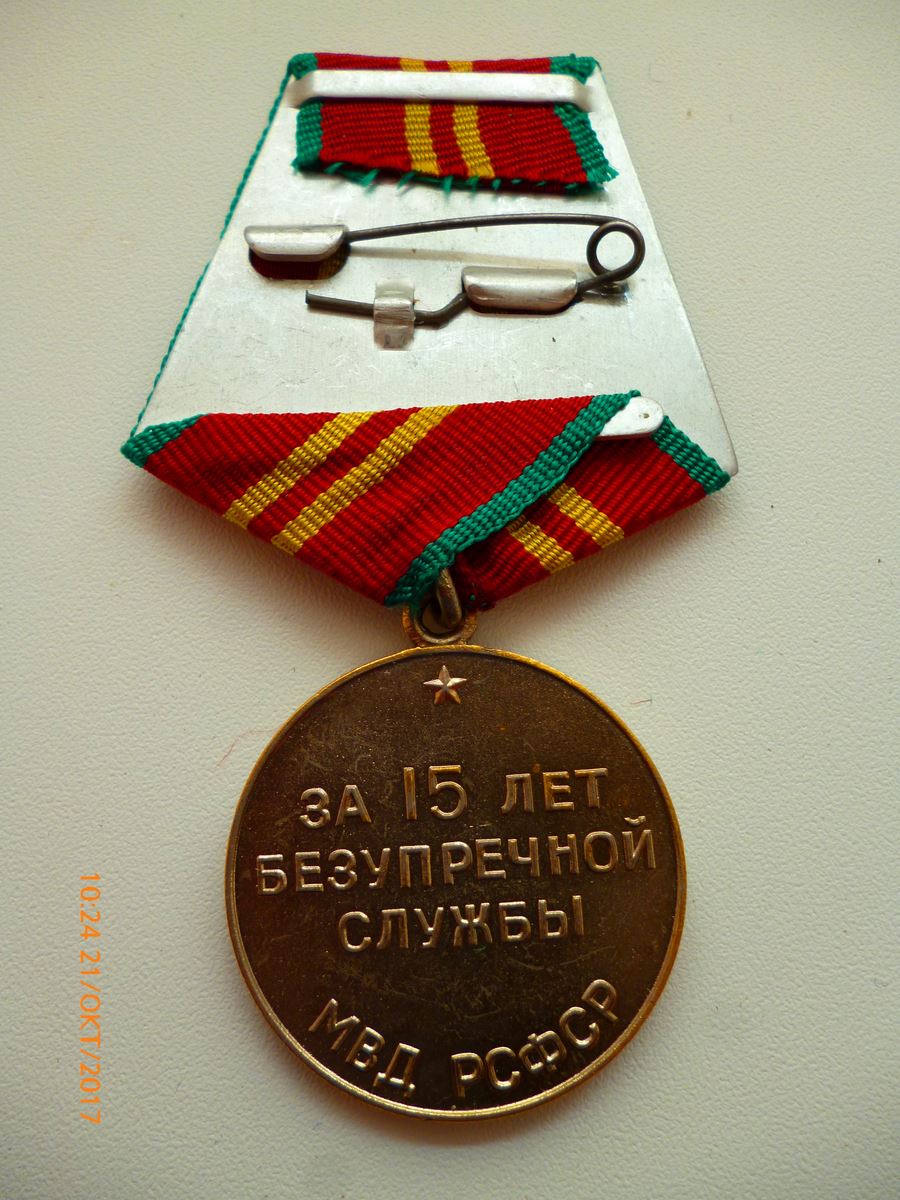 ЗА 15 ЛЕТ
БЕЗУПРЕЧНОЙ
СЛУЖБЫ
МВД РСФСР
10:24 21/ОКТ/2017